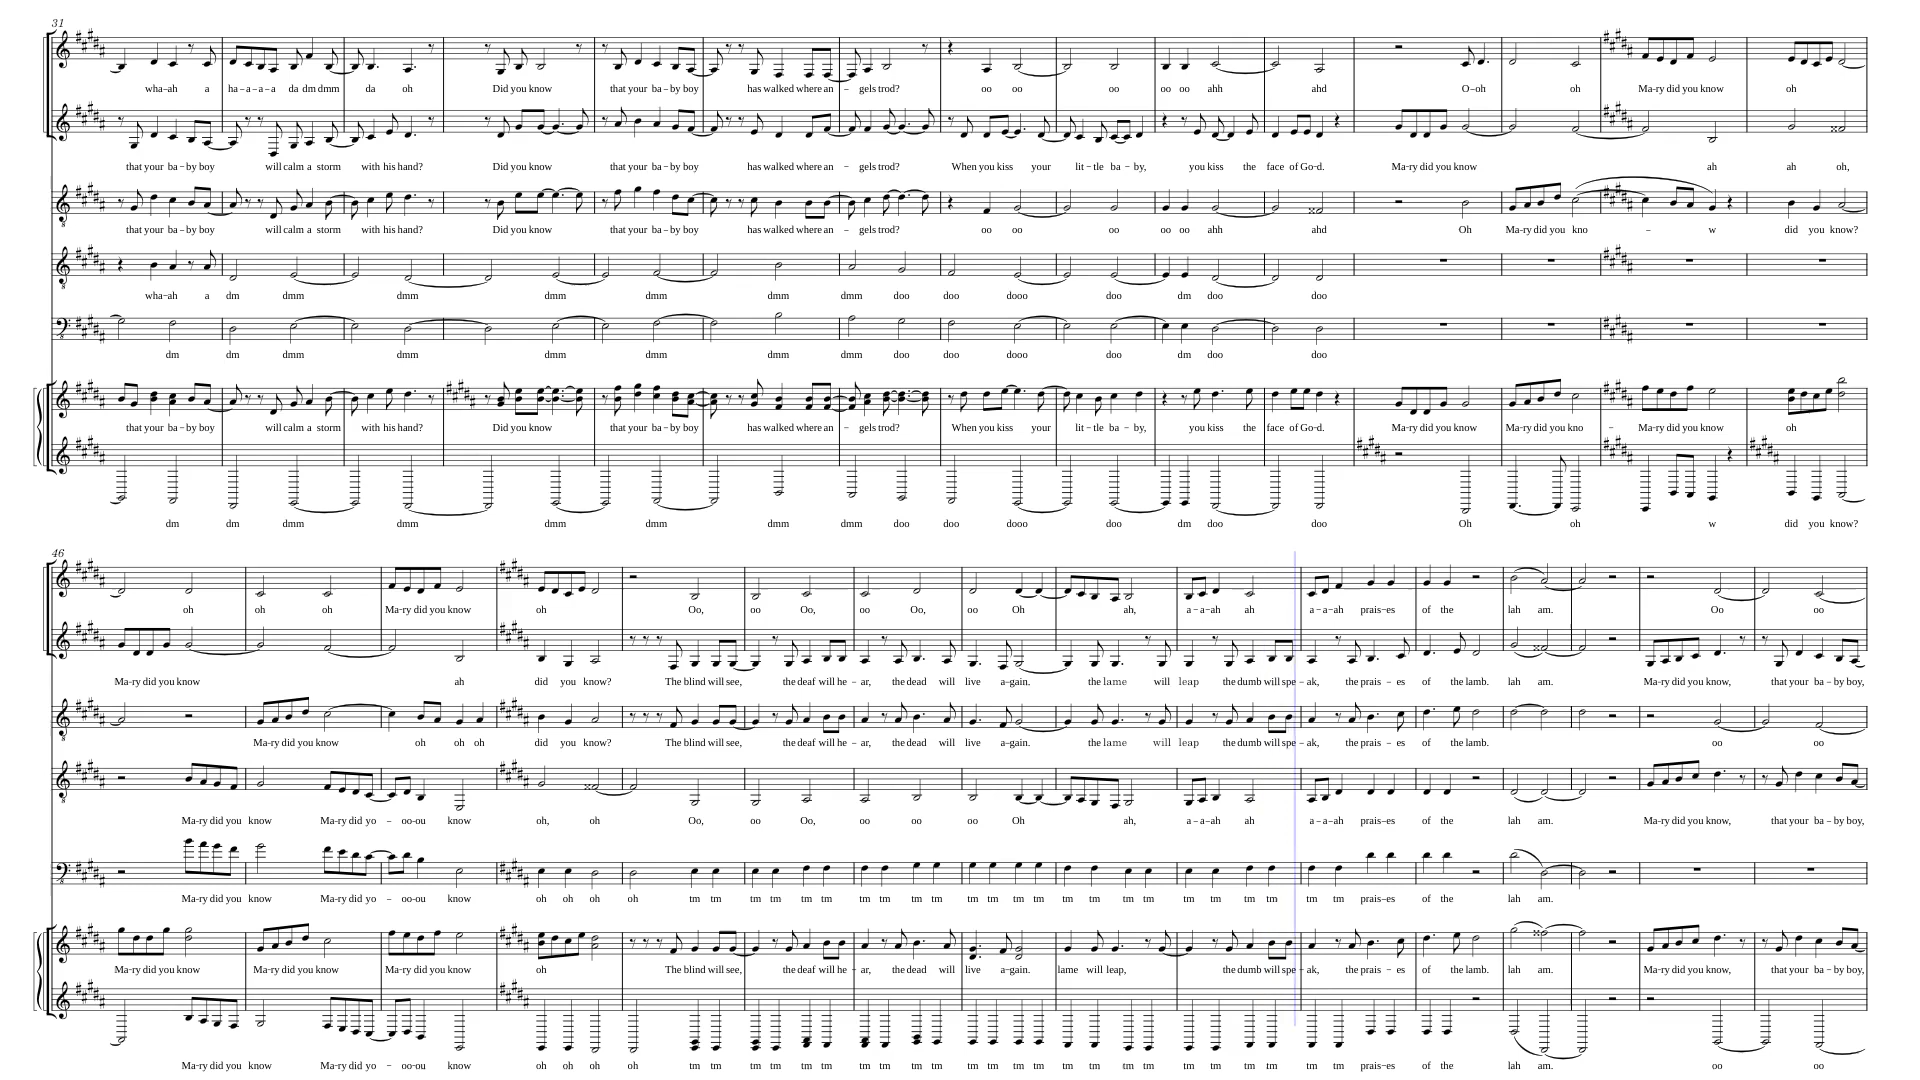 31
wha–ah a ha–a–a–a da dm dmm da oh Did you know that your ba–by boy has walked where an – gels trod? oo oo oo oo oo ahh ahd O–oh oh Ma-ry did you know oh
that your ba–by boy will calm a storm with his hand? Did you know that your ba–by boy has walked where an – gels trod? When you kiss your lit–tle ba–by, you kiss the face of Go-d. Ma-ry did you know ah ah oh,
that your ba–by boy will calm a storm with his hand? Did you know that your ba–by boy has walked where an – gels trod? oo oo oo oo oo ahh ahd Oh Ma-ry did you kno – w did you know?
wha–ah a dm dmm dmm dmm dmm dmm dmm doo doo dooo doo dm doo doo
dm dm dmm dmm dmm dmm dmm dmm doo doo dooo doo dm doo doo
that your ba–by boy will calm a storm with his hand? Did you know that your ba–by boy has walked where an – gels trod? When you kiss your lit–tle ba–by, you kiss the face of Go-d. Ma-ry did you know Ma-ry did you kno – Ma-ry did you know oh
dm dm dmm dmm dmm dmm dmm dmm doo doo dooo doo dm doo doo Oh oh w did you know?
46
oh oh oh Ma-ry did you know oh Oo, oo Oo, oo Oo, oo Oh ah, a–a–ah ah a–a–ah prais–es of the lah am. Oo oo
Ma-ry did you know ah did you know? The blind will see, the deaf will he – ar, the dead will live a–gain. the lame will leap the dumb will spe – ak, the prais – es of the lamb. lah am. Ma-ry did you know, that your ba–by boy,
Ma-ry did you know oh oh oh did you know? The blind will see, the deaf will he – ar, the dead will live a–gain. the lame will leap the dumb will spe – ak, the prais – es of the lamb. oo oo
Ma-ry did you know Ma-ry did yo – oo-ou know oh, oh Oo, oo Oo, oo oo oo Oh ah, a–a–ah ah a–a–ah prais–es of the lah am. Ma-ry did you know, that your ba–by boy,
Ma-ry did you know Ma-ry did yo – oo-ou know oh oh oh oh tm tm tm tm tm tm tm tm tm tm tm tm tm tm tm tm tm tm tm tm tm tm tm tm prais–es of the lah am.
Ma-ry did you know Ma-ry did you know Ma-ry did you know oh The blind will see, the deaf will he – ar, the dead will live a–gain. lame will leap, the dumb will spe – ak, the prais – es of the lamb. lah am. Ma-ry did you know, that your ba–by boy,
Ma-ry did you know Ma-ry did yo – oo-ou know oh oh oh oh tm tm tm tm tm tm tm tm tm tm tm tm tm tm tm tm tm tm tm tm tm tm tm tm prais–es of the lah am. oo oo